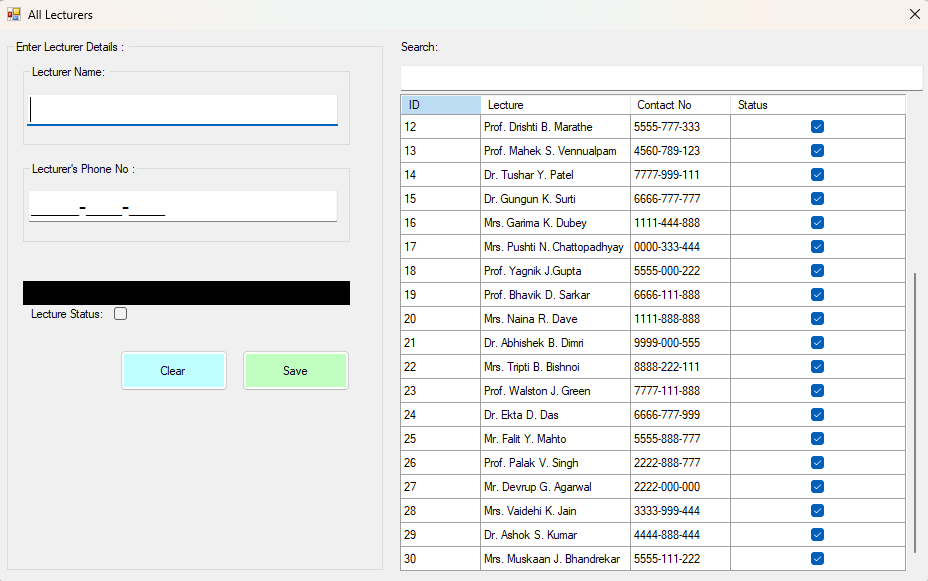 All Lecturers
Enter Lecturer Details :
Lecturer Name:
Lecturer's Phone No :
____-___-___
Lecture Status:
Clear
Save
Search:
ID Lecture Contact No Status
12 Prof. Drishti B. Marathe 5555-777-333
13 Prof. Mahek S. Vennualpam 4560-789-123
14 Dr. Tushar Y. Patel 7777-999-111
15 Dr. Gungun K. Surti 6666-777-777
16 Mrs. Garima K. Dubey 1111-444-888
17 Mrs. Pushti N. Chattopadhyay 0000-333-444
18 Prof. Yagnik J.Gupta 5555-000-222
19 Prof. Bhavik D. Sarkar 6666-111-888
20 Mrs. Naina R. Dave 1111-888-888
21 Dr. Abhishek B. Dimri 9999-000-555
22 Mrs. Tripti B. Bishnoi 8888-222-111
23 Prof. Walston J. Green 7777-111-888
24 Dr. Ekta D. Das 6666-777-999
25 Mr. Falit Y. Mahto 5555-888-777
26 Prof. Palak V. Singh 2222-888-777
27 Mr. Devrup G. Agarwal 2222-000-000
28 Mrs. Vaidehi K. Jain 3333-999-444
29 Dr. Ashok S. Kumar 4444-888-444
30 Mrs. Muskaan J. Bhandrekar 5555-111-222